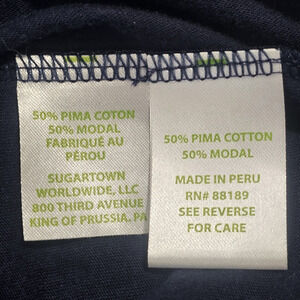 50% PIMA COTON
50% MODAL
FABRIQUÉ AU
PÉROU
SUGARTOWN
WORLDWIDE, LLC
800 THIRD AVENUE
KING OF PRUSSIA, PA
50% PIMA COTTON
50% MODAL
MADE IN PERU
RN# 88189
SEE REVERSE
FOR CARE